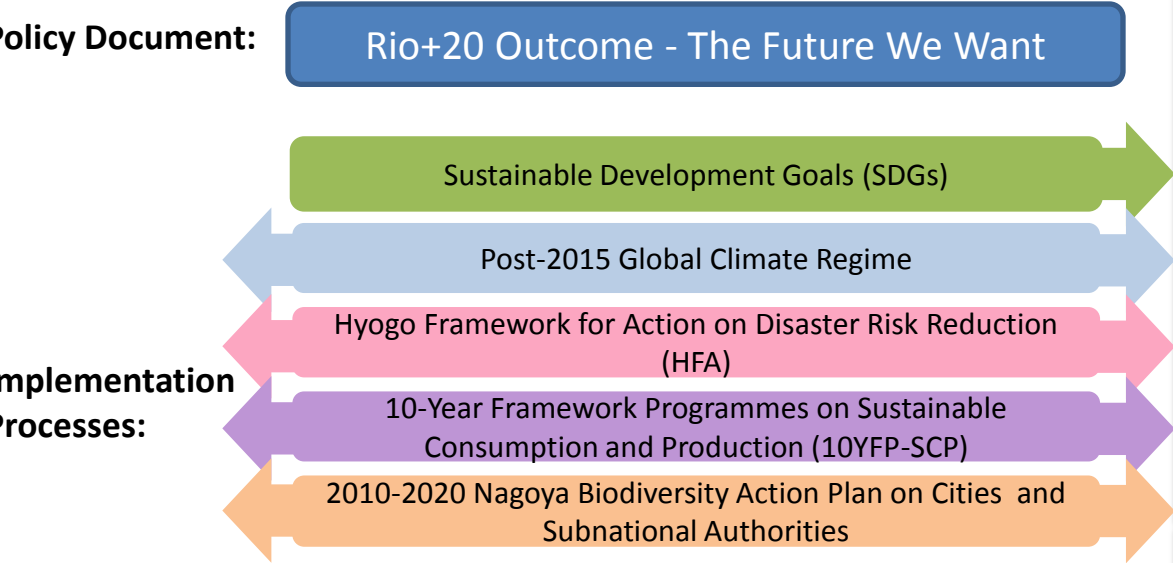 Policy Document:
Rio+20 Outcome - The Future We Want
Sustainable Development Goals (SDGs)
Post-2015 Global Climate Regime
Hyogo Framework for Action on Disaster Risk Reduction
(HFA)
Implementation
Processes:
10-Year Framework Programmes on Sustainable
Consumption and Production (10YFP-SCP)
2010-2020 Nagoya Biodiversity Action Plan on Cities and
Subnational Authorities